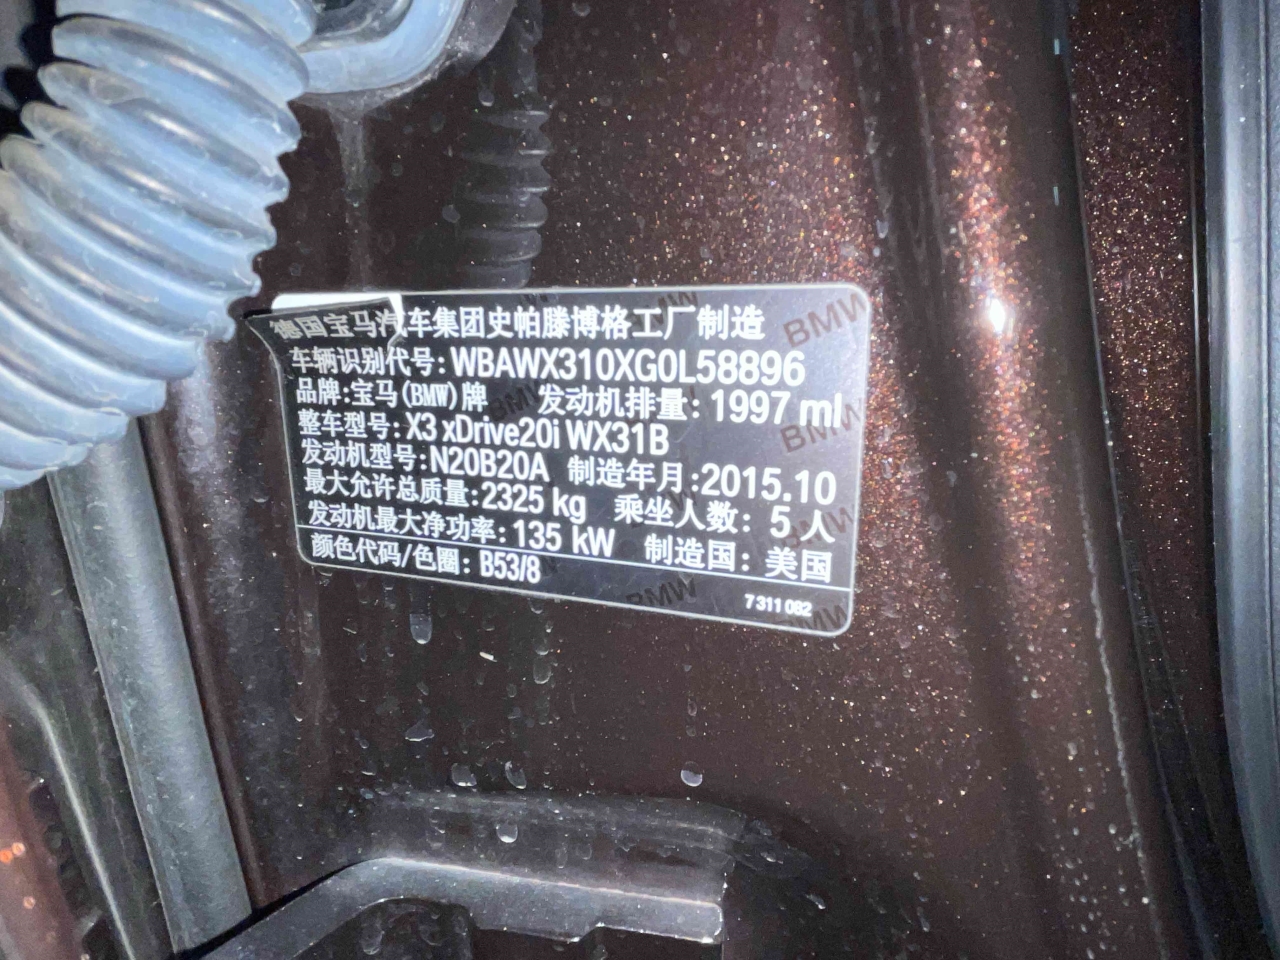 德国宝马汽车集团史帕滕博格工厂制造
车辆识别代号: WBAWX310XG0L58896
品牌: 宝马(BMW)牌 发动机排量: 1997 ml
整车型号: X3 xDrive20i WX31B
发动机型号: N20B20A 制造年月: 2015.10
最大允许总质量: 2325 kg 乘坐人数: 5 人
发动机最大净功率: 135 kW 制造国: 美国
颜色代码/色圈: B53/8
7 311 082